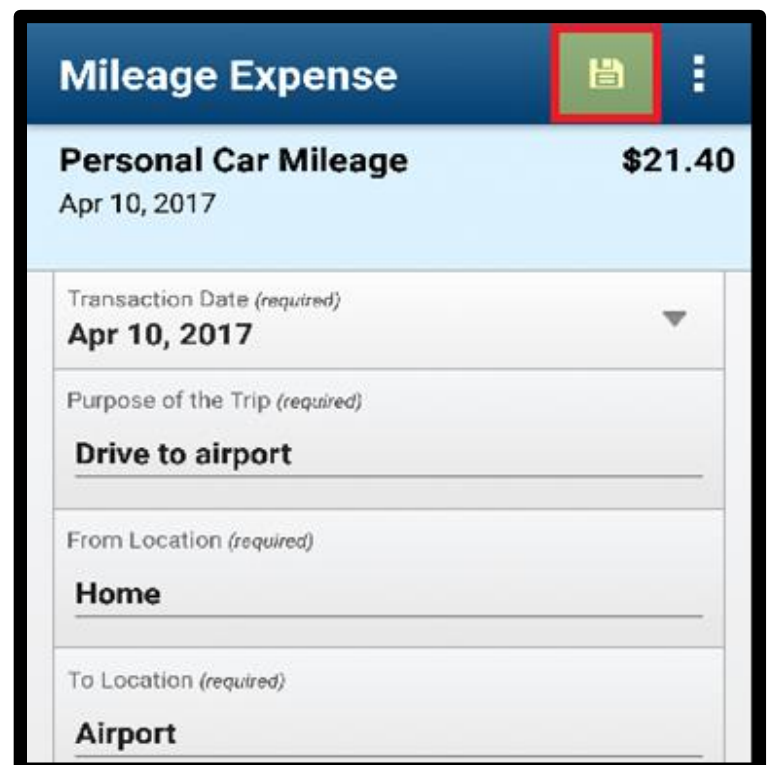 Mileage Expense
Personal Car Mileage $21.40
Apr 10, 2017
Transaction Date (required)
Apr 10, 2017
Purpose of the Trip (required)
Drive to airport
From Location (required)
Home
To Location (required)
Airport